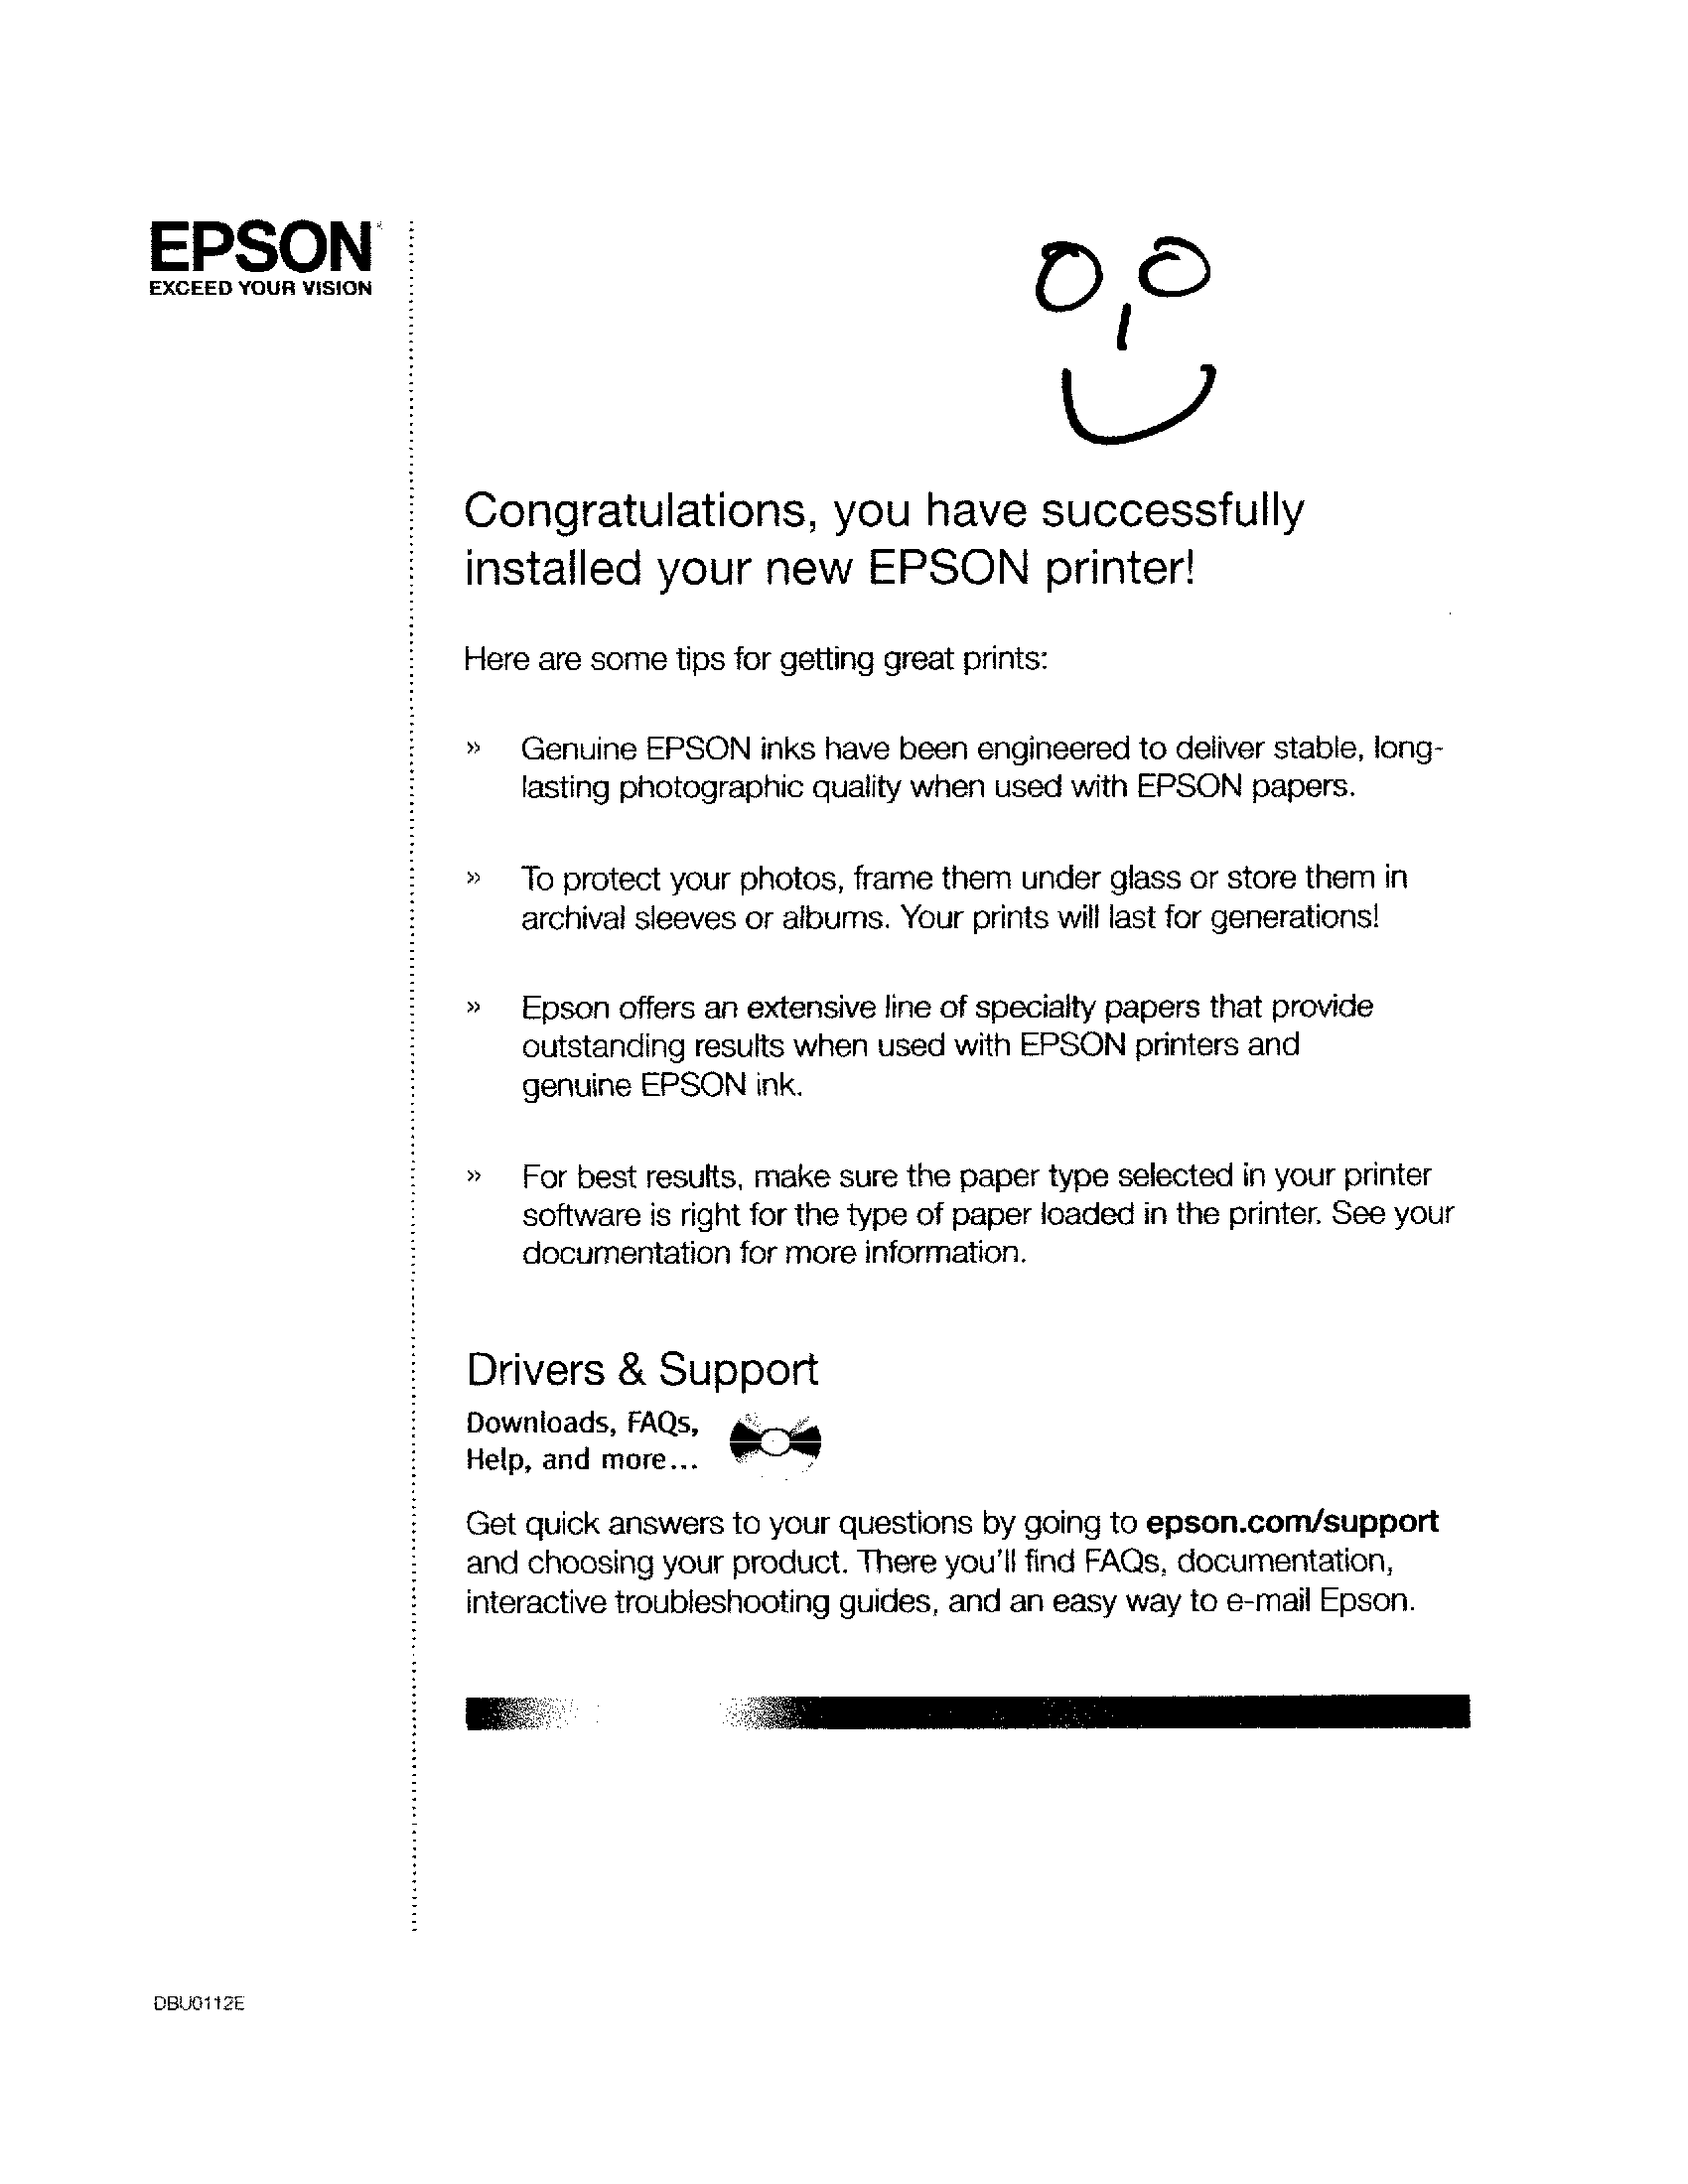 EPSON
EXCEED YOUR VISION
Congratulations, you have successfully
installed your new EPSON printer!
Here are some tips for getting great prints:
» Genuine EPSON inks have been engineered to deliver stable, long-
lasting photographic quality when used with EPSON papers.
» To protect your photos, frame them under glass or store them in
archival sleeves or albums. Your prints will last for generations!
» Epson offers an extensive line of specialty papers that provide
outstanding results when used with EPSON printers and
genuine EPSON ink.
» For best results, make sure the paper type selected in your printer
software is right for the type of paper loaded in the printer. See your
documentation for more information.
Drivers & Support
Downloads, FAQs,
Help, and more...
Get quick answers to your questions by going to epson.com/support
and choosing your product. There you'll find FAQs, documentation,
interactive troubleshooting guides, and an easy way to e-mail Epson.
DBU0112E